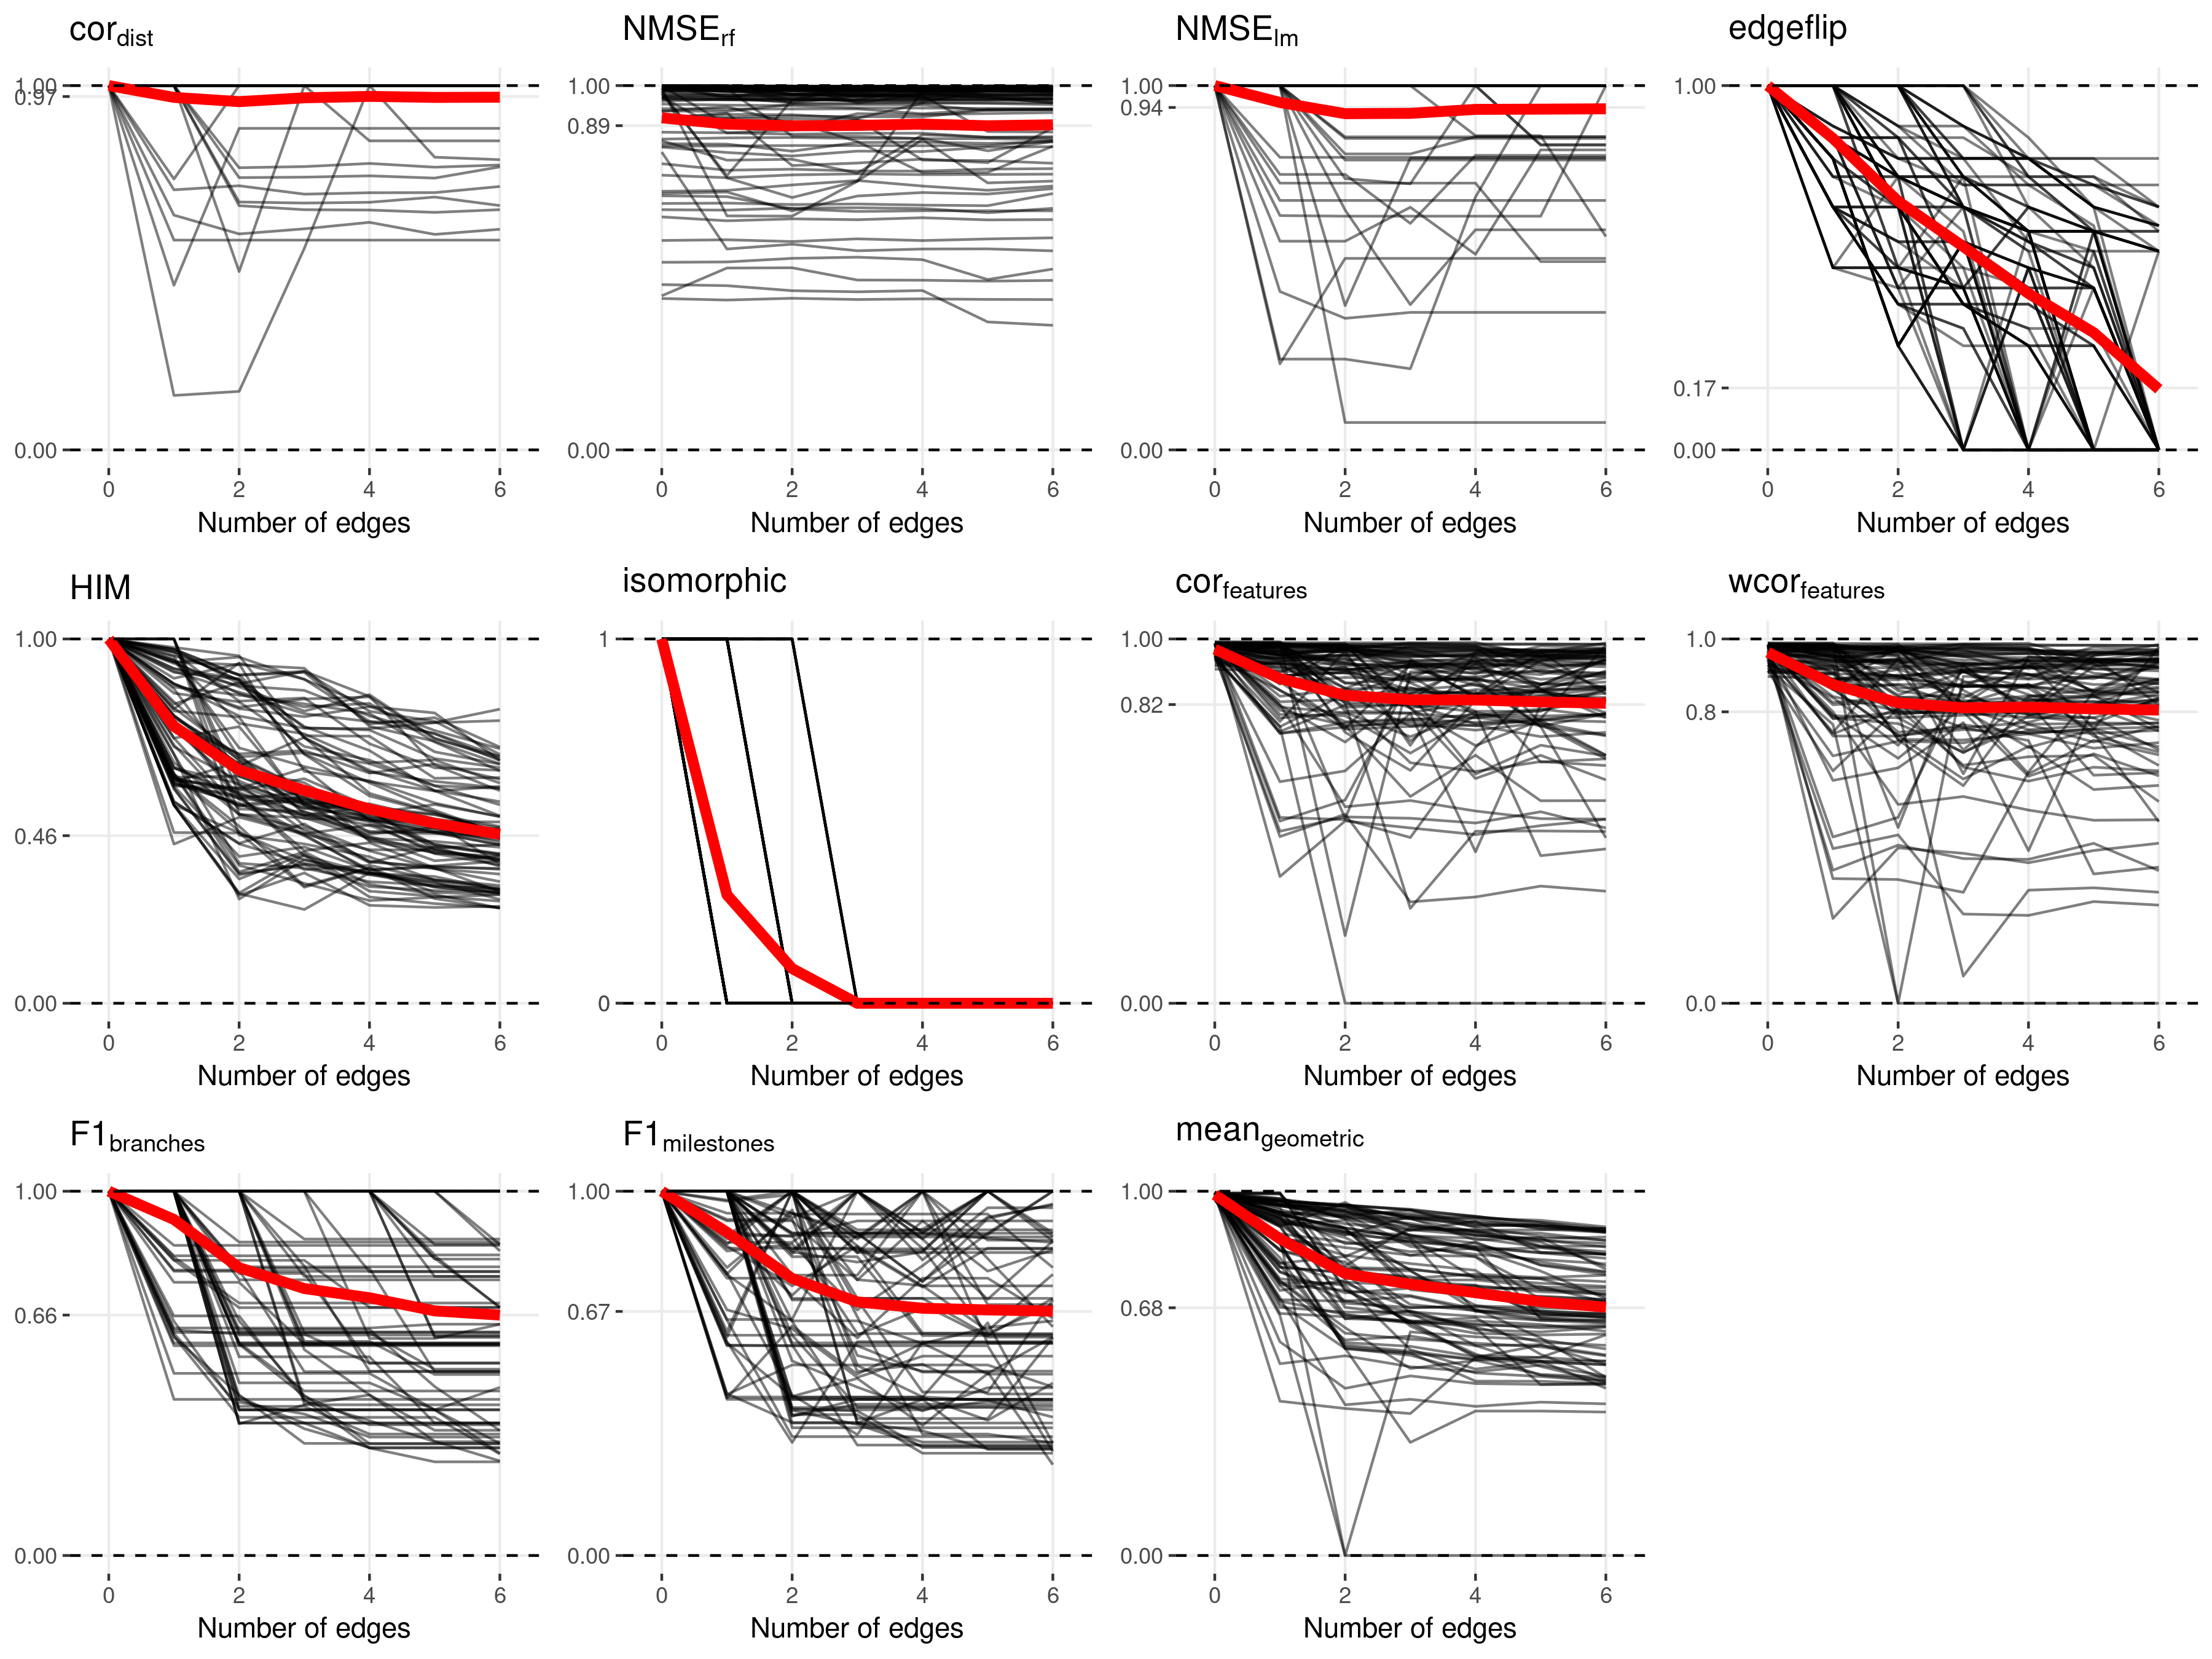 cordist
1.00
0.97
0.00
0 2 4 6
Number of edges
NMSErf
1.00
0.89
0.00
0 2 4 6
Number of edges
NMSElm
1.00
0.94
0.00
0 2 4 6
Number of edges
edgeflip
1.00
0.17
0.00
0 2 4 6
Number of edges
HIM
1.00
0.46
0.00
0 2 4 6
Number of edges
isomorphic
1
0
0 2 4 6
Number of edges
corfeatures
1.00
0.82
0.00
0 2 4 6
Number of edges
wcorfeatures
1.0
0.8
0.0
0 2 4 6
Number of edges
F1branches
1.00
0.66
0.00
0 2 4 6
Number of edges
F1milestones
1.00
0.67
0.00
0 2 4 6
Number of edges
meangeometric
1.00
0.68
0.00
0 2 4 6
Number of edges